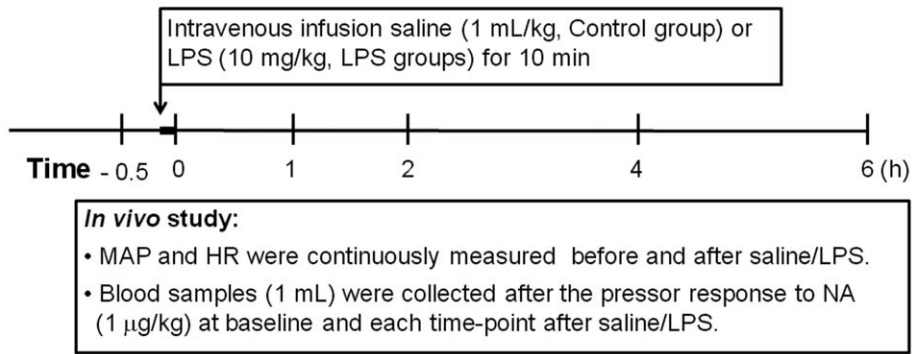 Intravenous infusion saline (1 mL/kg, Control group) or
LPS (10 mg/kg, LPS groups) for 10 min
Time - 0.5 0 1 2 4 6 (h)
In vivo study:
• MAP and HR were continuously measured before and after saline/LPS.
• Blood samples (1 mL) were collected after the pressor response to NA
(1 μg/kg) at baseline and each time-point after saline/LPS.